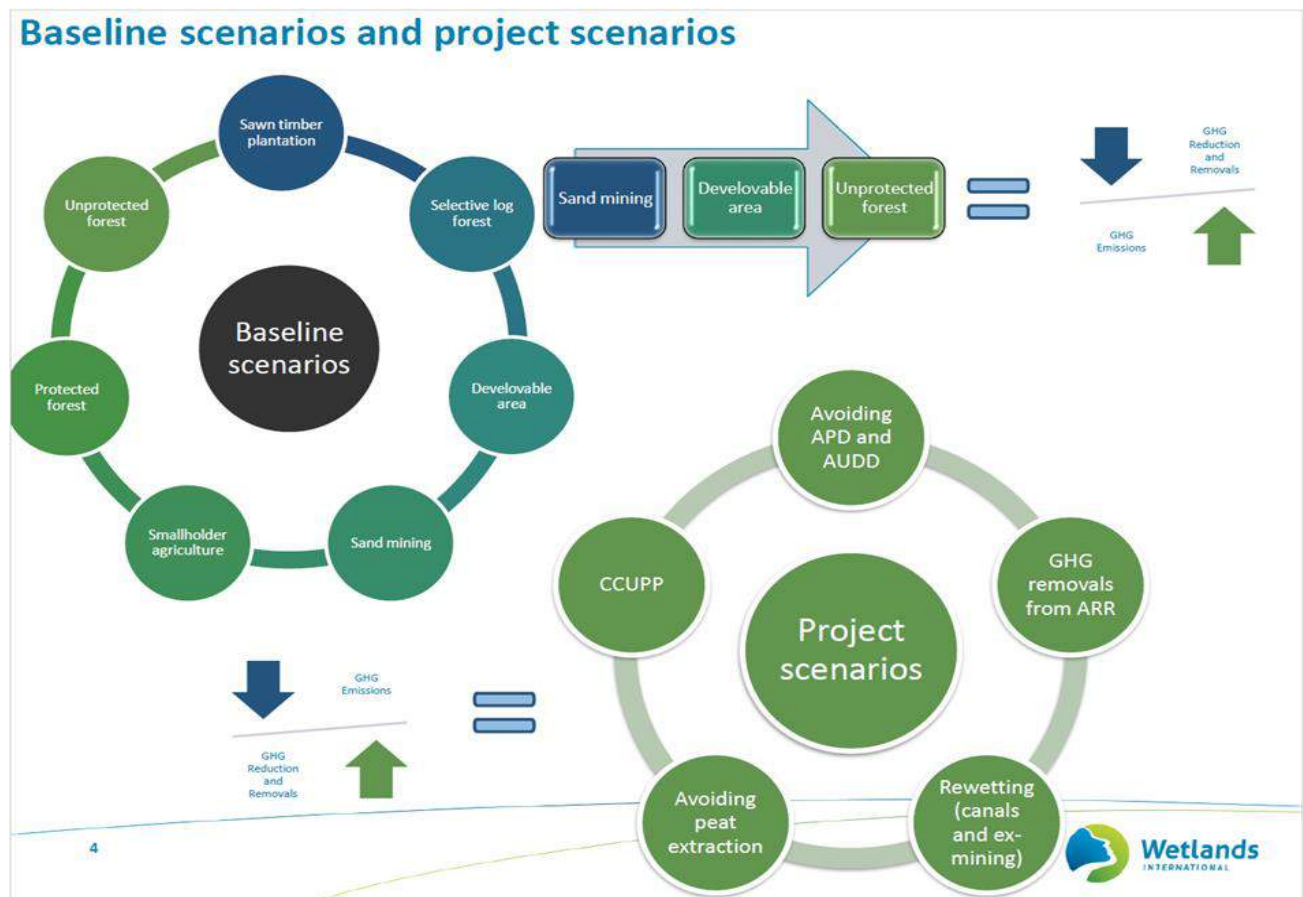 Baseline scenarios and project scenarios
Sawn timber
plantation
Selective log
forest
Develovable
area
Sand mining
Smallholder
agriculture
Protected
forest
Unprotected
forest
Baseline
scenarios
Sand mining
Develovable
area
Unprotected
forest
GHG
Reduction
and
Removals
GHG
Emissions
Avoiding
APD and
AUDD
GHG
removals
from ARR
Rewetting
(canals
and ex-
mining)
Avoiding
peat
extraction
CCUPP
Project
scenarios
GHG
Emissions
GHG
Reduction
and
Removals
4
Wetlands
INTERNATIONAL